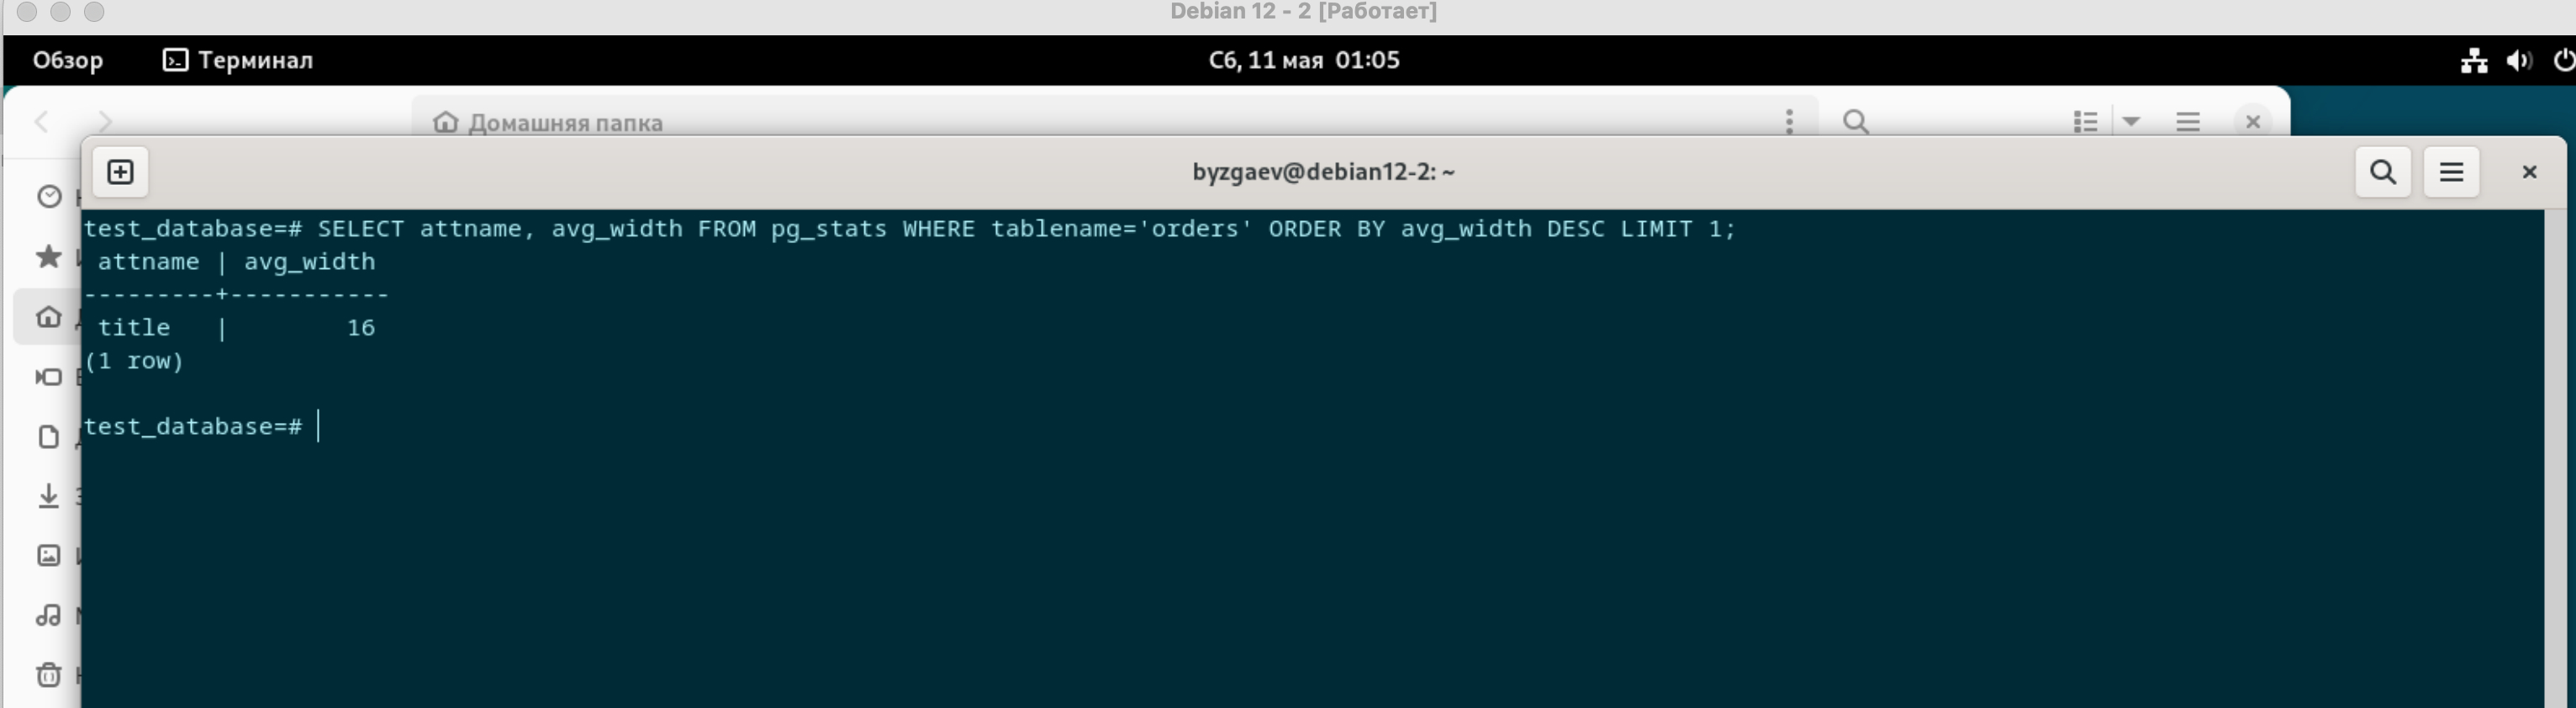 Debian 12 - 2 [Работает]
Обзор Терминал Сб, 11 мая 01:05
Домашняя папка
byzgaev@debian12-2: ~
test_database=# SELECT attname, avg_width FROM pg_stats WHERE tablename='orders' ORDER BY avg_width DESC LIMIT 1;
 attname | avg_width
---------+-----------
 title   |        16
(1 row)
test_database=#